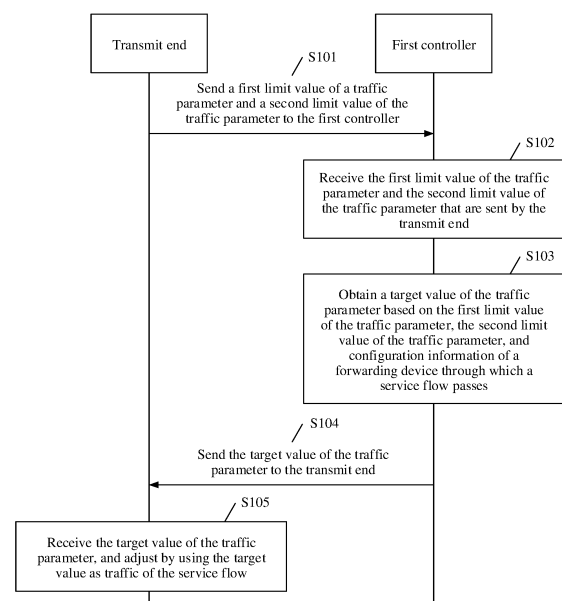 Transmit end
First controller
S101
Send a first limit value of a traffic
parameter and a second limit value of the
traffic parameter to the first controller
S102
Receive the first limit value of the traffic
parameter and the second limit value of
the traffic parameter that are sent by the
transmit end
S103
Obtain a target value of the traffic
parameter based on the first limit value
of the traffic parameter, the second limit
value of the traffic parameter, and
configuration information of a
forwarding device through which a
service flow passes
S104
Send the target value of the traffic
parameter to the transmit end
S105
Receive the target value of the traffic
parameter, and adjust by using the target
value as traffic of the service flow